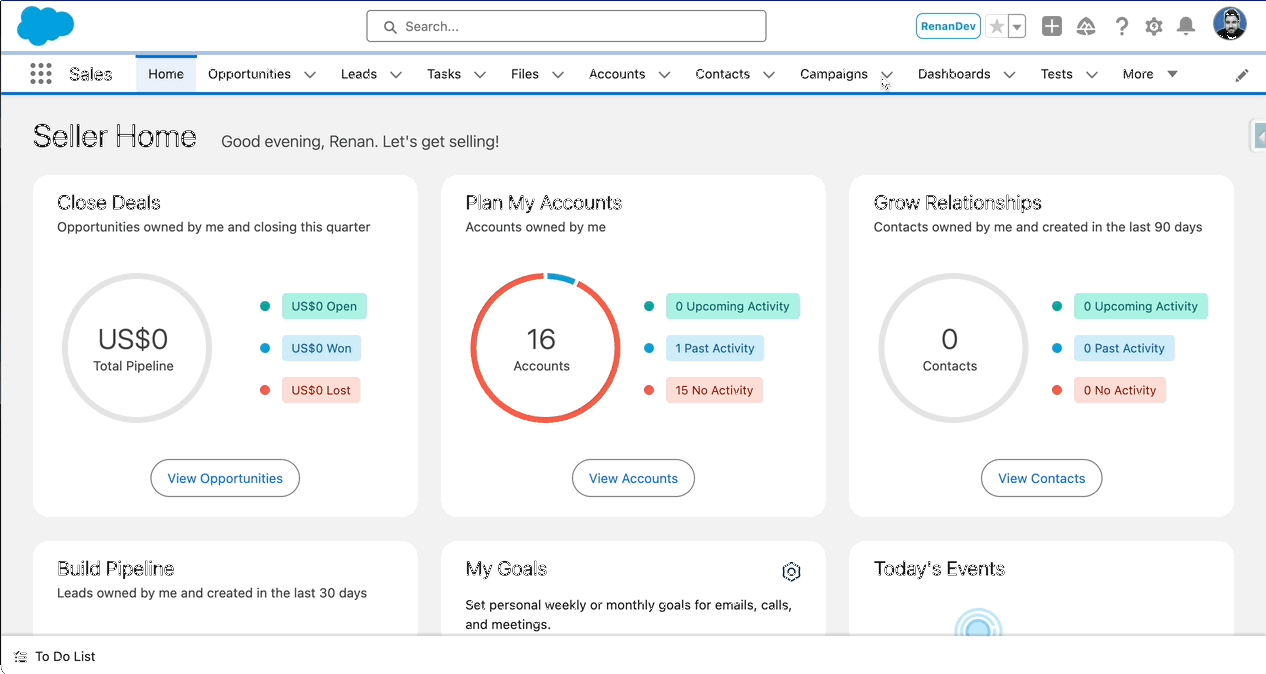 Search...
RenanDev
Sales
Home
Opportunities
Leads
Tasks
Files
Accounts
Contacts
Campaigns
Dashboards
Tests
More
Seller Home
Good evening, Renan. Let's get selling!
Close Deals
Opportunities owned by me and closing this quarter
US$0
Total Pipeline
US$0 Open
US$0 Won
US$0 Lost
View Opportunities
Plan My Accounts
Accounts owned by me
16
Accounts
0 Upcoming Activity
1 Past Activity
15 No Activity
View Accounts
Grow Relationships
Contacts owned by me and created in the last 90 days
0
Contacts
0 Upcoming Activity
0 Past Activity
0 No Activity
View Contacts
Build Pipeline
Leads owned by me and created in the last 30 days
My Goals
Set personal weekly or monthly goals for emails, calls,
and meetings.
Today's Events
To Do List